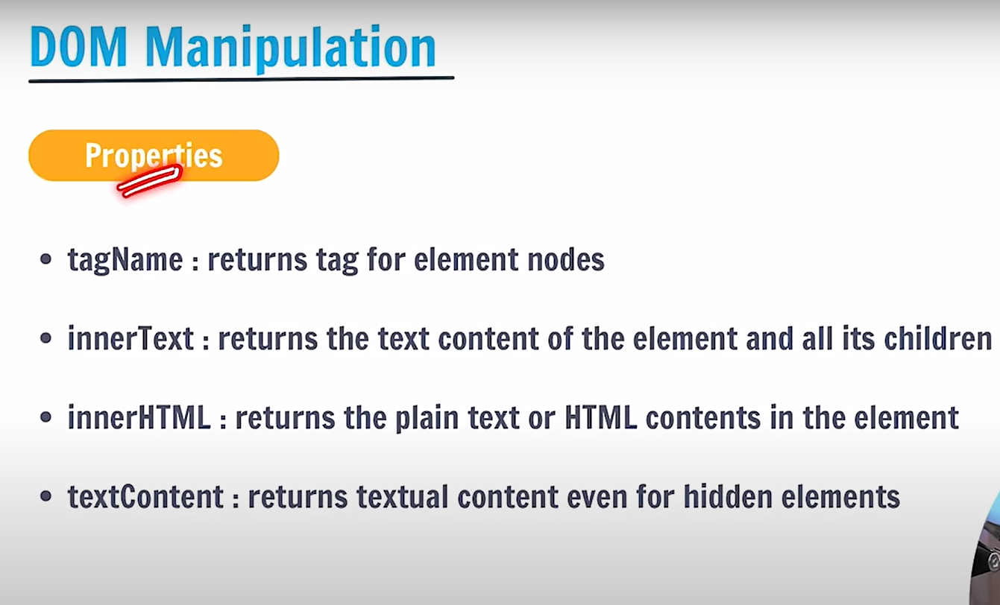 DOM Manipulation
Properties
• tagName : returns tag for element nodes
• innerText : returns the text content of the element and all its children
• innerHTML : returns the plain text or HTML contents in the element
• textContent : returns textual content even for hidden elements